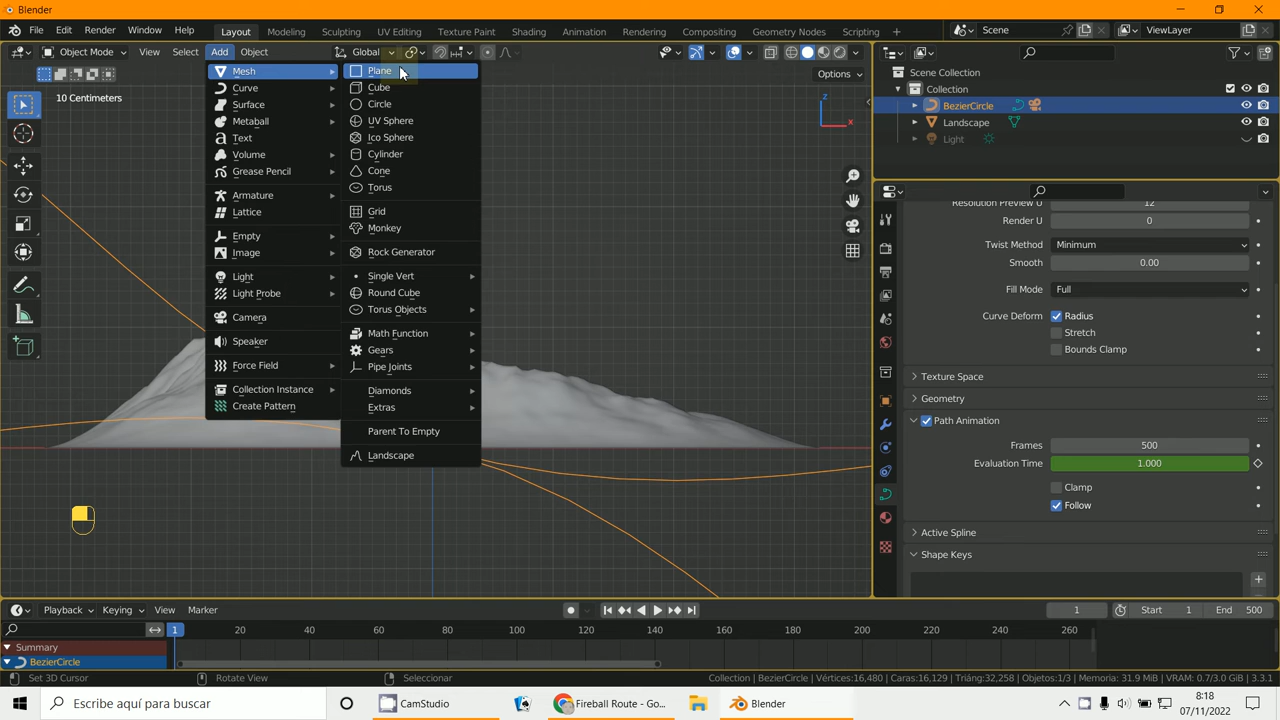 Blender
File Edit Render Window Help Layout Modeling Sculpting UV Editing Texture Paint Shading Animation Rendering Compositing Geometry Nodes Scripting Scene ViewLayer
Object Mode View Select Add Object Global
Options
10 Centimeters
Mesh
Curve
Surface
Metaball
Text
Volume
Grease Pencil
Armature
Lattice
Empty
Image
Light
Light Probe
Camera
Speaker
Force Field
Collection Instance
Create Pattern
Plane
Cube
Circle
UV Sphere
Ico Sphere
Cylinder
Cone
Torus
Grid
Monkey
Rock Generator
Single Vert
Round Cube
Torus Objects
Math Function
Gears
Pipe Joints
Diamonds
Extras
Parent To Empty
Landscape
z
x
Scene Collection
Collection
BezierCircle
Landscape
Light
Resolution Preview U 12
Render U 0
Twist Method Minimum
Smooth 0.00
Fill Mode Full
Curve Deform Radius
Stretch
Bounds Clamp
Texture Space
Geometry
Path Animation
Frames 500
Evaluation Time 1.000
Clamp
Follow
Active Spline
Shape Keys
Playback Keying View Marker 1 Start 1 End 500
1 20 40 60 80 100 120 140 160 180 200 220 240 260
Summary
BezierCircle
Set 3D Cursor Rotate View Seleccionar Collection | BezierCircle | Vértices:16,480 | Caras:16,129 | Triáng:32,258 | Objetos:1/3 | Memory: 31.9 MiB | VRAM: 0.7/3.0 GiB | 3.3.1
Escribe aquí para buscar CamStudio Fireball Route - Go... Blender 8:18
07/11/2022